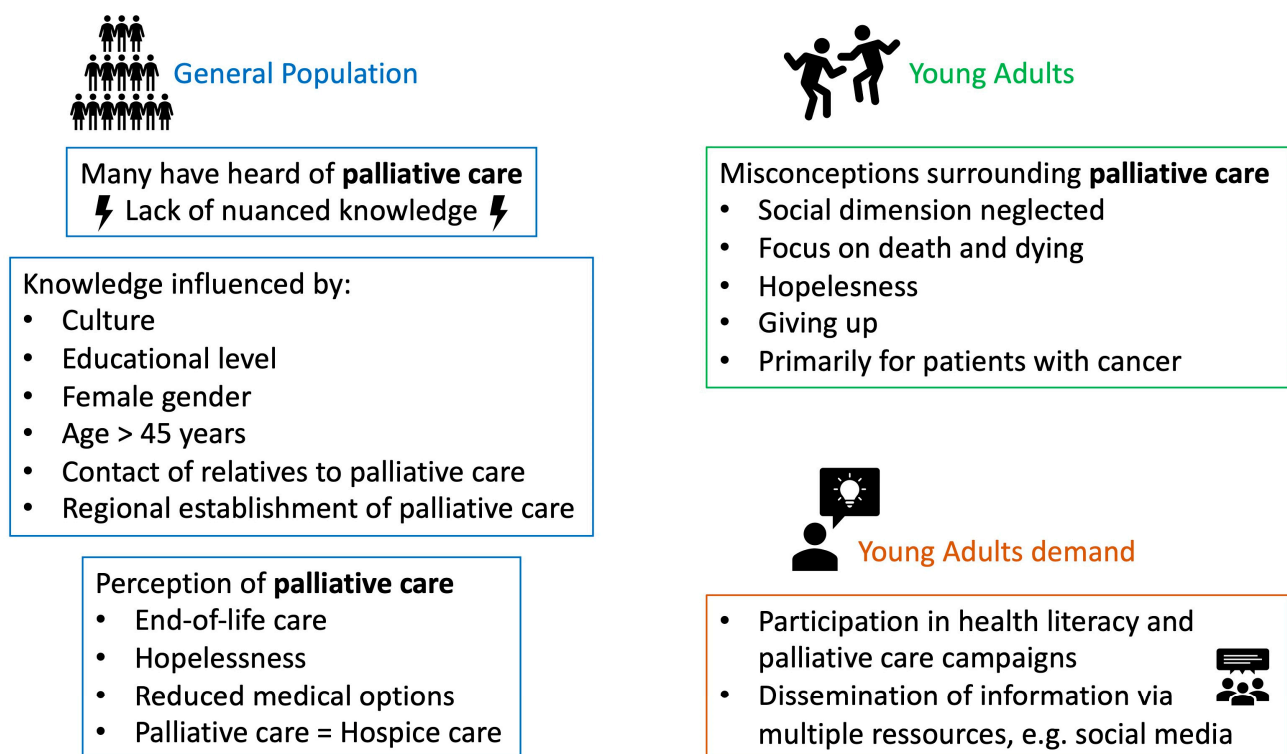 General Population
Many have heard of palliative care
Lack of nuanced knowledge
Knowledge influenced by:
• Culture
• Educational level
• Female gender
• Age > 45 years
• Contact of relatives to palliative care
• Regional establishment of palliative care
Perception of palliative care
• End-of-life care
• Hopelessness
• Reduced medical options
• Palliative care = Hospice care
Young Adults
Misconceptions surrounding palliative care
• Social dimension neglected
• Focus on death and dying
• Hopelesness
• Giving up
• Primarily for patients with cancer
Young Adults demand
• Participation in health literacy and
palliative care campaigns
• Dissemination of information via
multiple ressources, e.g. social media